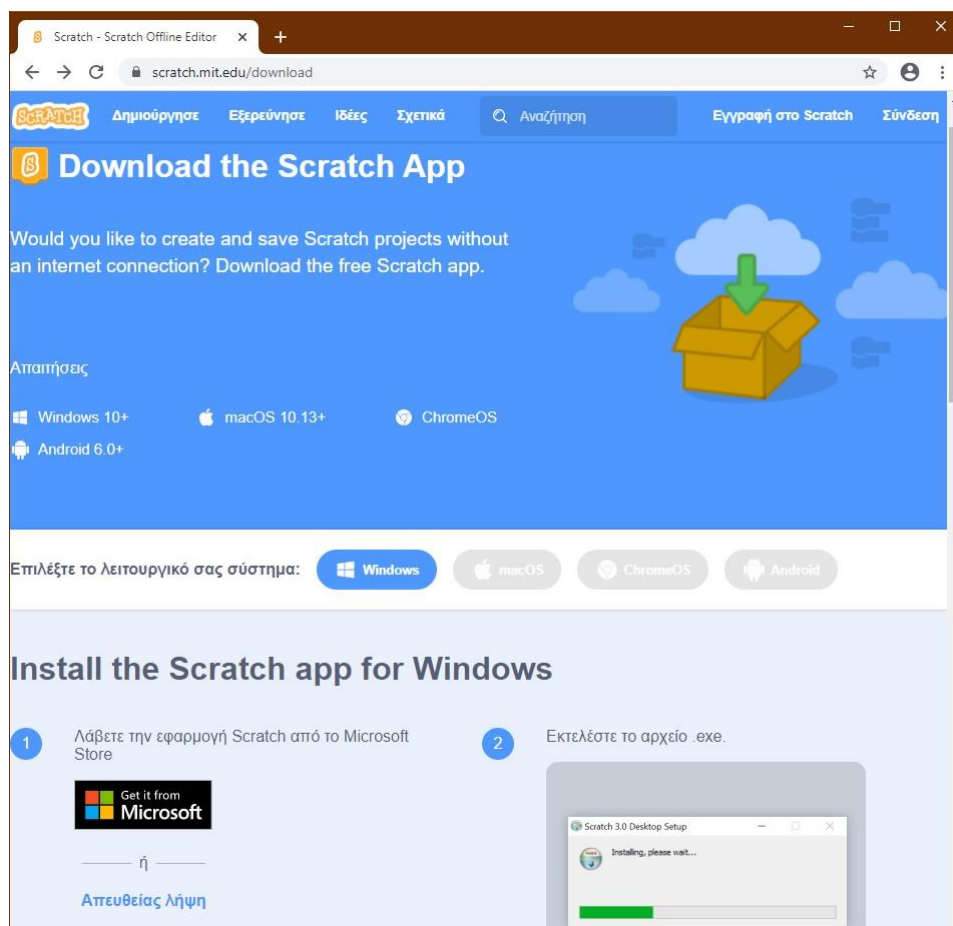 Scratch - Scratch Offline Editor
scratch.mit.edu/download
SCRATCH Δημιούργησε Εξερεύνησε Ιδέες Σχετικά Αναζήτηση Εγγραφή στο Scratch Σύνδεση
Download the Scratch App
Would you like to create and save Scratch projects without
an internet connection? Download the free Scratch app.
Απαιτήσεις
Windows 10+ macOS 10.13+ ChromeOS
Android 6.0+
Επιλέξτε το λειτουργικό σας σύστημα: Windows macOS ChromeOS Android
Install the Scratch app for Windows
1 Λάβετε την εφαρμογή Scratch από το Microsoft
Store
Get it from
Microsoft
ή
Απευθείας λήψη
2 Εκτελέστε το αρχείο .exe.
Scratch 3.0 Desktop Setup
Installing, please wait...